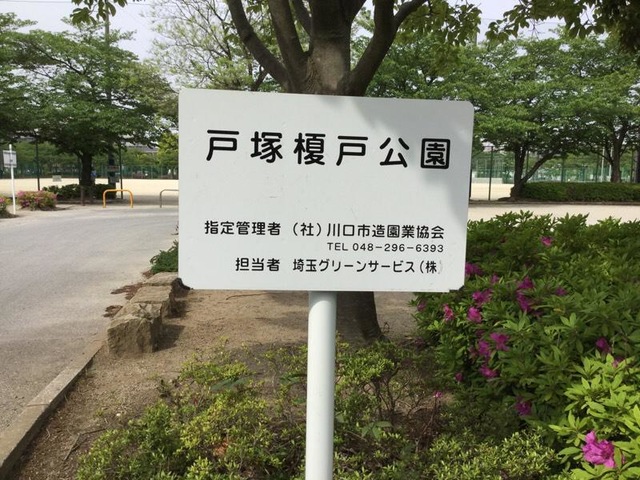 戸塚榎戸公園
指定管理者 （社）川口市造園業協会
TEL 048-296-6393
担当者 埼玉グリーンサービス（株）